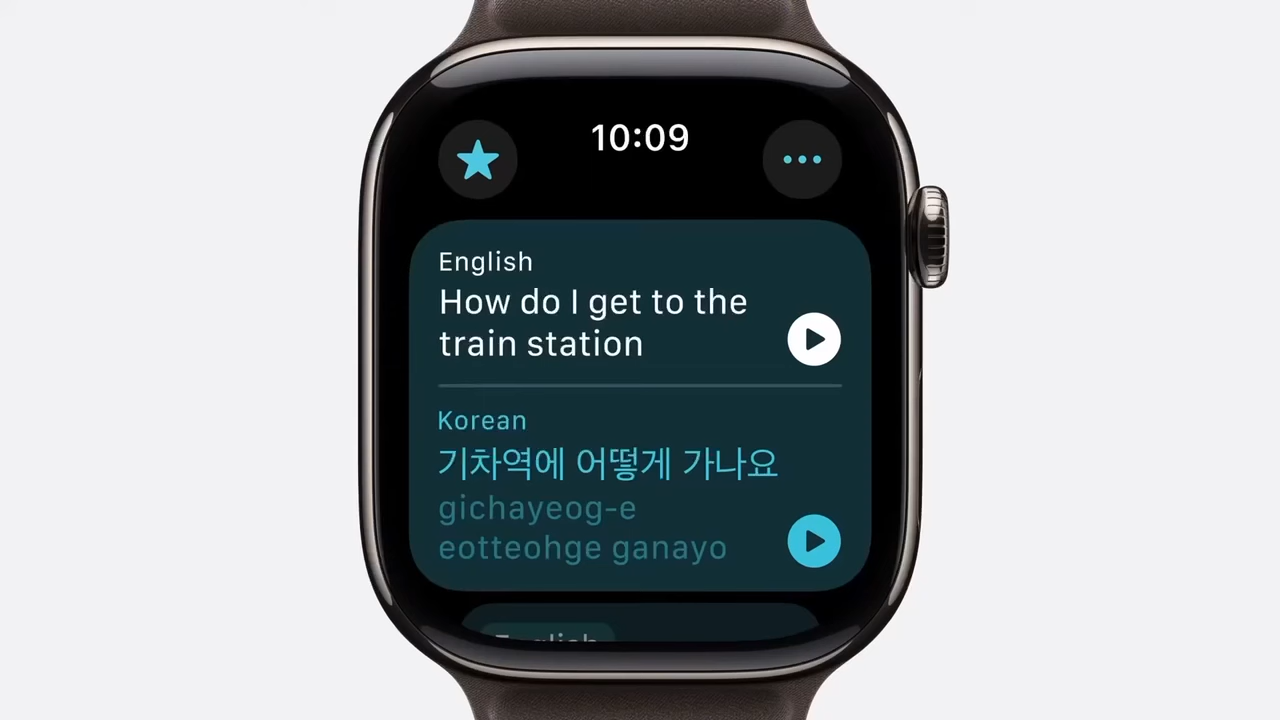 10:09
English
How do I get to the
train station
Korean
기차역에 어떻게 가나요
gichayeog-e
eotteohge ganayo
English